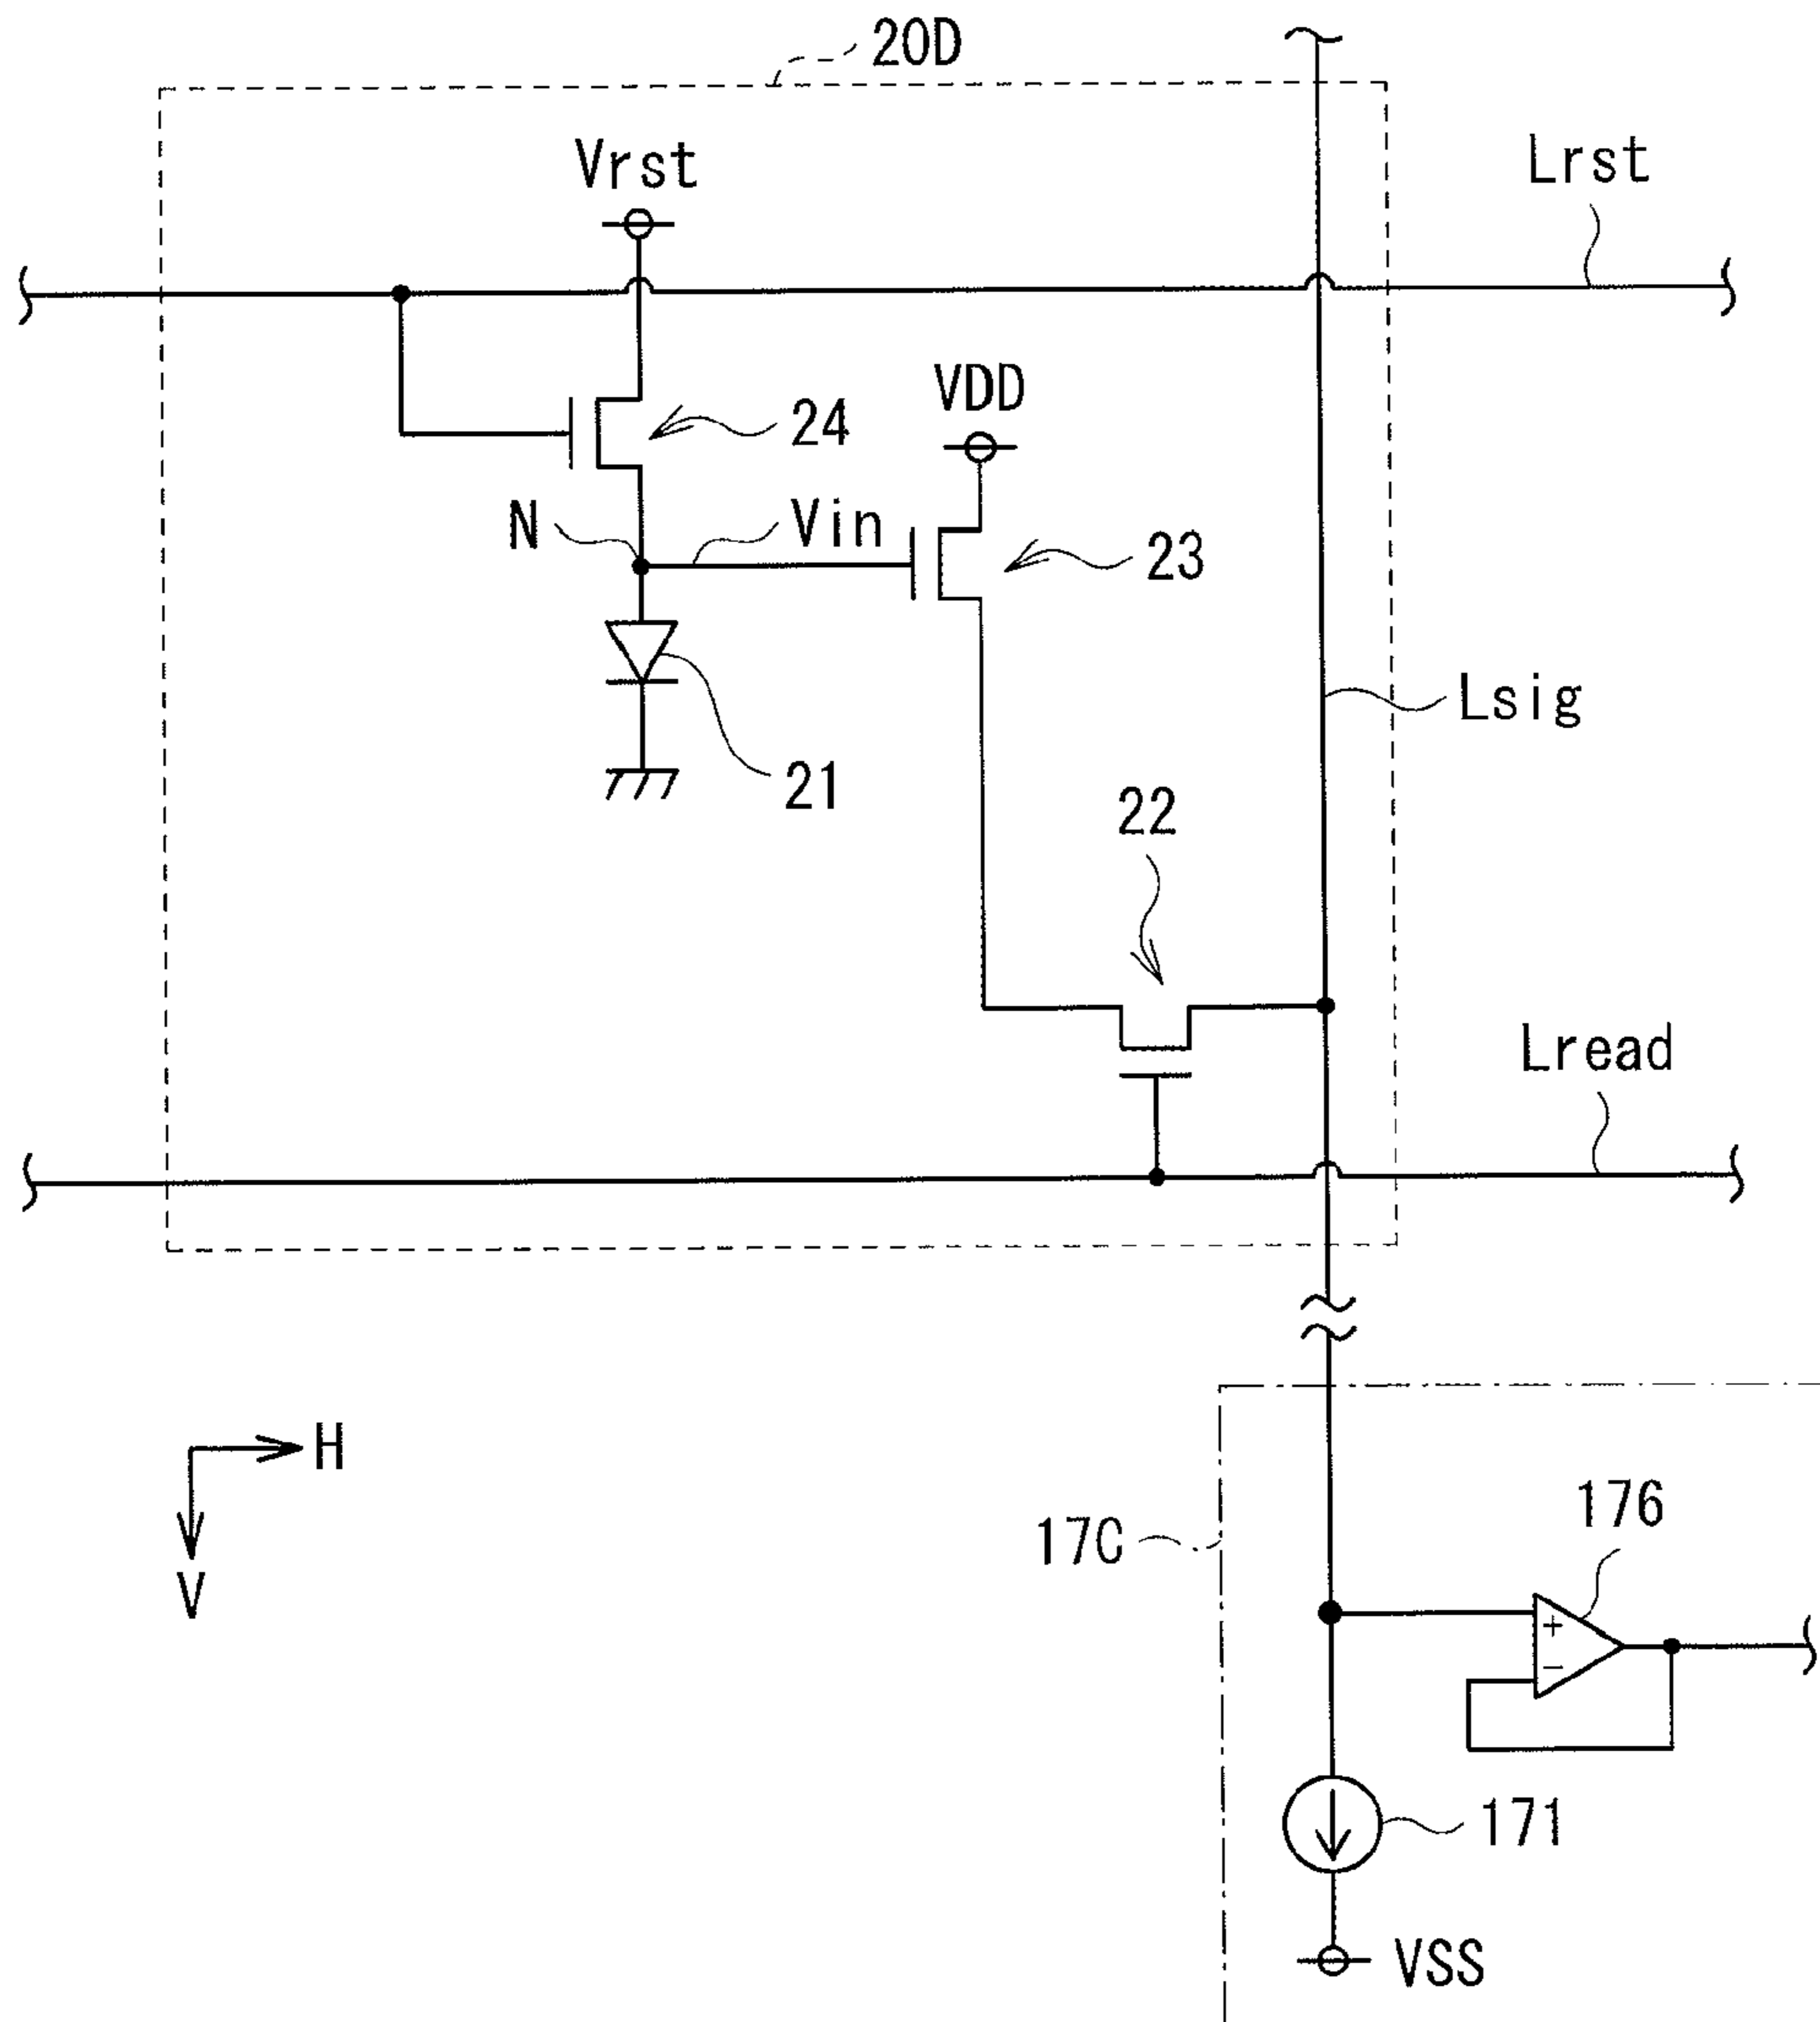 20D
Vrst
Lrst
VDD
24
N
Vin
23
Lsig
21
22
Lread
H
V
17C
176
+
−
171
VSS